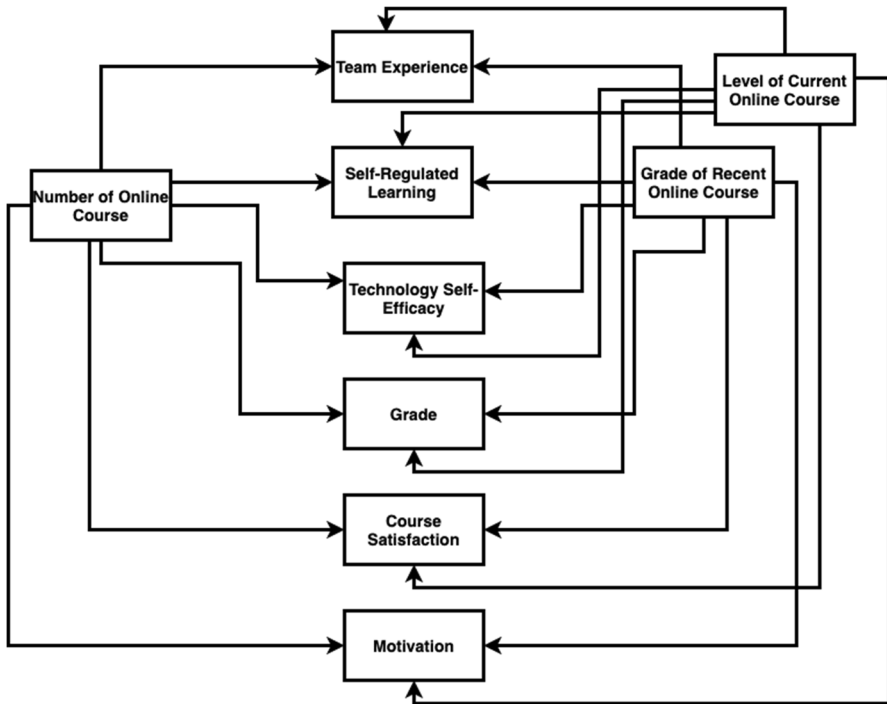 Team Experience
Level of Current
Online Course
Self-Regulated
Learning
Grade of Recent
Online Course
Number of Online
Course
Technology Self-
Efficacy
Grade
Course
Satisfaction
Motivation